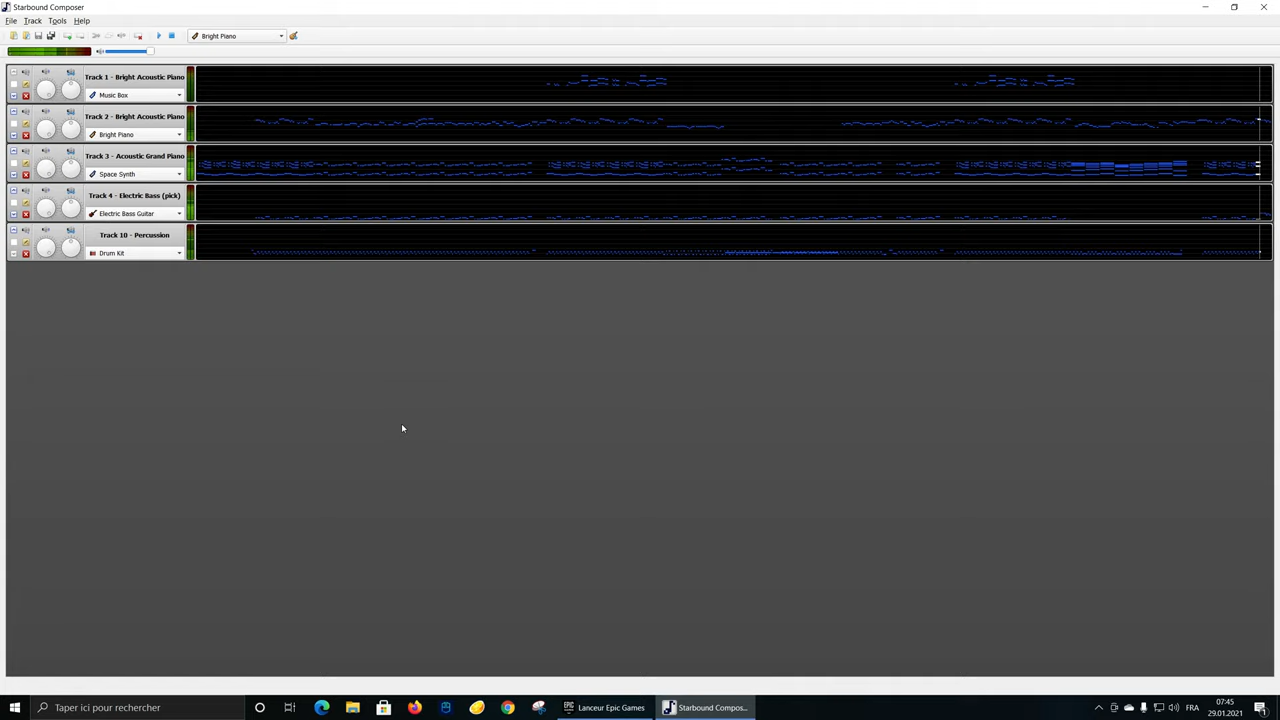 Starbound Composer
File Track Tools Help
Bright Piano
Track 1 - Bright Acoustic Piano
Music Box
Track 2 - Bright Acoustic Piano
Bright Piano
Track 3 - Acoustic Grand Piano
Space Synth
Track 4 - Electric Bass (pick)
Electric Bass Guitar
Track 10 - Percussion
Drum Kit
Taper ici pour rechercher
Lanceur Epic Games
Starbound Compos...
FRA
07:45
29.01.2021
1